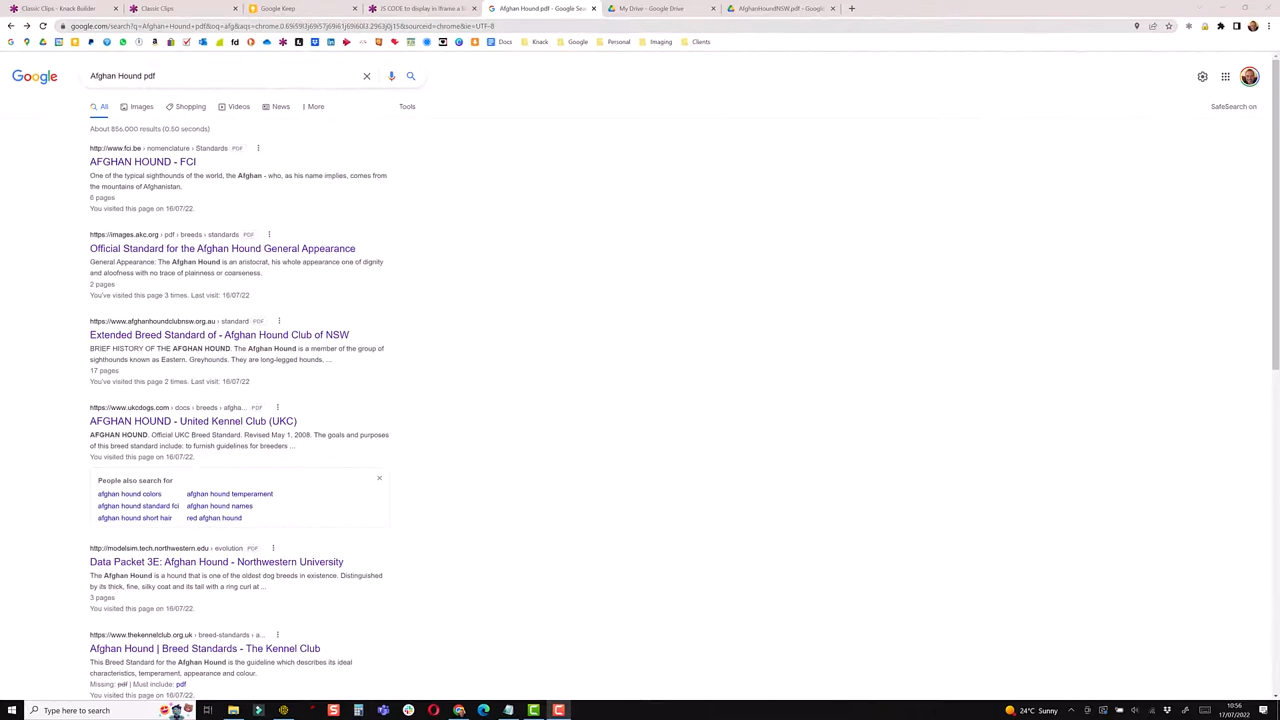 Classic Clips - Knack Builder
Classic Clips
Google Keep
JS CODE to display in Iframe a li
Afghan Hound pdf - Google Sea
My Drive - Google Drive
AfghanHoundNSW.pdf - Google
google.com/search?q=Afghan+Hound+pdf&oq=afg&aqs=chrome.0.69i59l3j69i57j69i61j69i60l3.2963j0j15&sourceid=chrome&ie=UTF-8
Docs Knack Google Personal Imaging Clients
Google
Afghan Hound pdf
All Images Shopping Videos News More Tools SafeSearch on
About 856,000 results (0.50 seconds)
http://www.fci.be › nomenclature › Standards PDF
AFGHAN HOUND - FCI
One of the typical sighthounds of the world, the Afghan - who, as his name implies, comes from
the mountains of Afghanistan.
6 pages
You visited this page on 16/07/22.
https://images.akc.org › pdf › breeds › standards PDF
Official Standard for the Afghan Hound General Appearance
General Appearance: The Afghan Hound is an aristocrat, his whole appearance one of dignity
and aloofness with no trace of plainness or coarseness.
2 pages
You've visited this page 3 times. Last visit: 16/07/22
https://www.afghanhoundclubnsw.org.au › standard PDF
Extended Breed Standard of - Afghan Hound Club of NSW
BRIEF HISTORY OF THE AFGHAN HOUND. The Afghan Hound is a member of the group of
sighthounds known as Eastern. Greyhounds. They are long-legged hounds, ...
17 pages
You've visited this page 2 times. Last visit: 16/07/22
https://www.ukcdogs.com › docs › breeds › afgha... PDF
AFGHAN HOUND - United Kennel Club (UKC)
AFGHAN HOUND. Official UKC Breed Standard. Revised May 1, 2008. The goals and purposes
of this breed standard include: to furnish guidelines for breeders ...
You visited this page on 16/07/22.
People also search for
afghan hound colors afghan hound temperament
afghan hound standard fci afghan hound names
afghan hound short hair red afghan hound
http://modelsim.tech.northwestern.edu › evolution PDF
Data Packet 3E: Afghan Hound - Northwestern University
The Afghan Hound is a hound that is one of the oldest dog breeds in existence. Distinguished
by its thick, fine, silky coat and its tail with a ring curl at ...
3 pages
You visited this page on 16/07/22.
https://www.thekennelclub.org.uk › breed-standards › a...
Afghan Hound | Breed Standards - The Kennel Club
This Breed Standard for the Afghan Hound is the guideline which describes its ideal
characteristics, temperament, appearance and colour.
Missing: pdf | Must include: pdf
You visited this page on 16/07/22.
Type here to search
24°C Sunny
10:56
17/07/2022